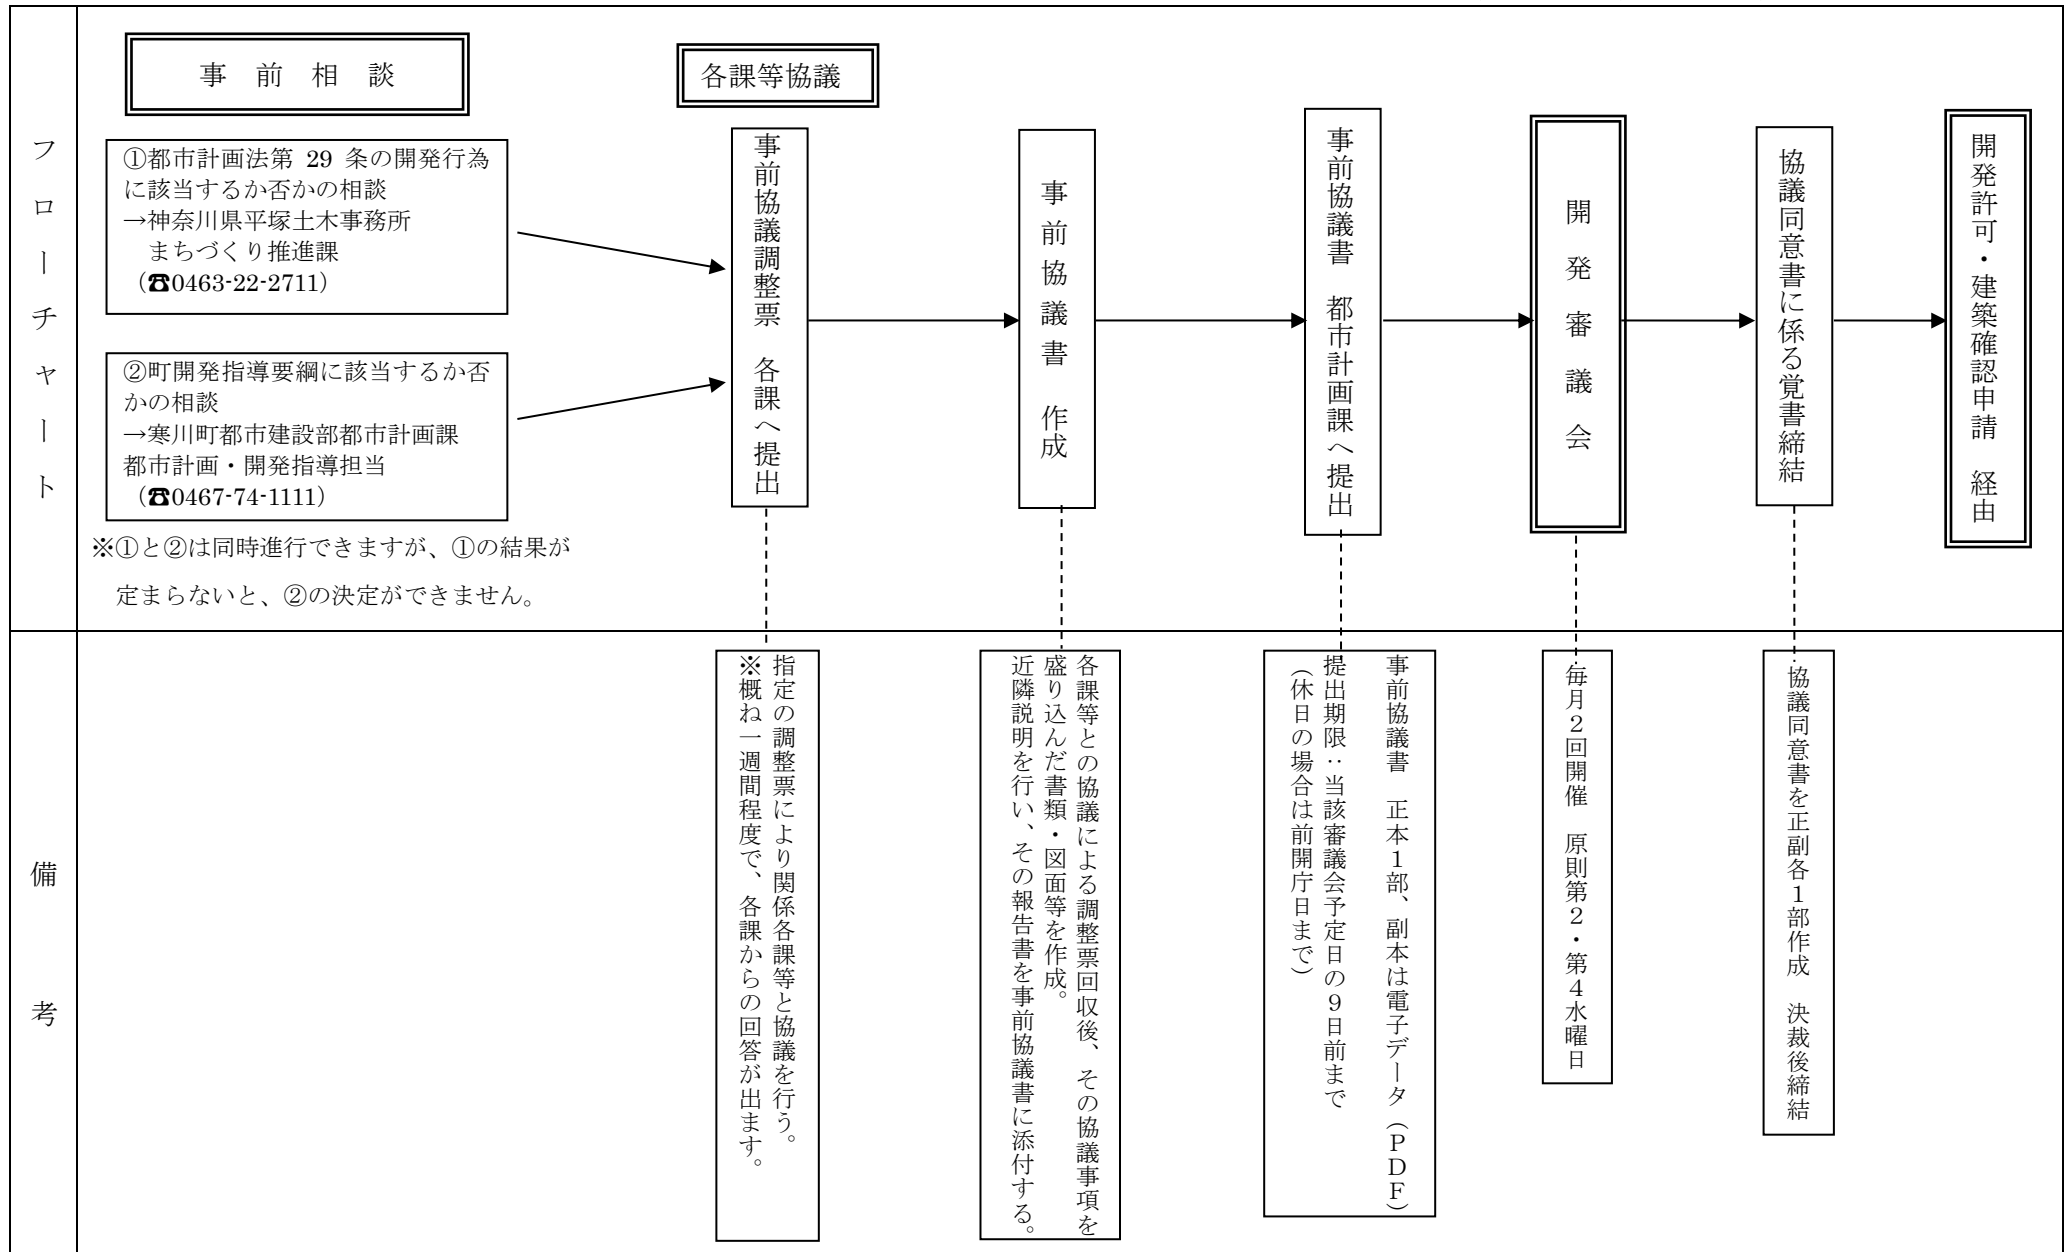 フローチャート
事　前　相　談
①都市計画法第 29 条の開発行為
に該当するか否かの相談
→神奈川県平塚土木事務所
まちづくり推進課
（☎0463-22-2711）
②町開発指導要綱に該当するか否
かの相談
→寒川町都市建設部都市計画課
都市計画・開発指導担当
（☎0467-74-1111）
※①と②は同時進行できますが、①の結果が
定まらないと、②の決定ができません。
各課等協議
事前協議調整票　各課へ提出
事前協議書　作成
事前協議書　都市計画課へ提出
開発審議会
協議同意書に係る覚書締結
開発許可・建築確認申請　経由
備考
指定の調整票により関係各課等と協議を行う。
※概ね一週間程度で、各課からの回答が出ます。
各課等との協議による調整票回収後、その協議事項を
盛り込んだ書類・図面等を作成。
近隣説明を行い、その報告書を事前協議書に添付する。
事前協議書　正本１部、副本は電子データ（ＰＤＦ）
提出期限：当該審議会予定日の９日前まで
（休日の場合は前開庁日まで）
毎月２回開催　原則第２・第４水曜日
協議同意書を正副各１部作成　決裁後締結